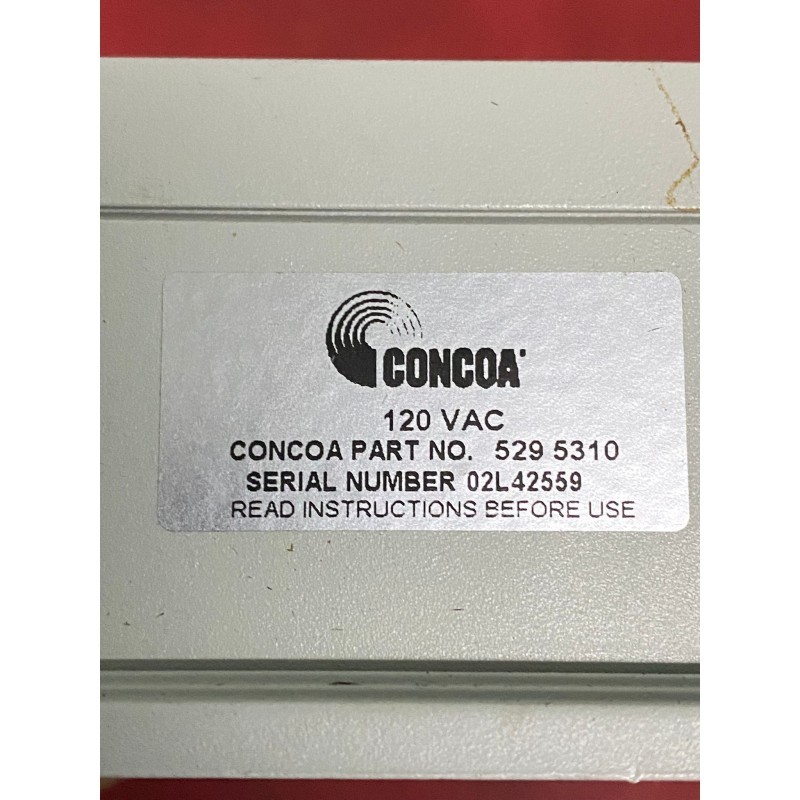 CONCOA
120 VAC
CONCOA PART NO. 529 5310
SERIAL NUMBER 02L42559
READ INSTRUCTIONS BEFORE USE